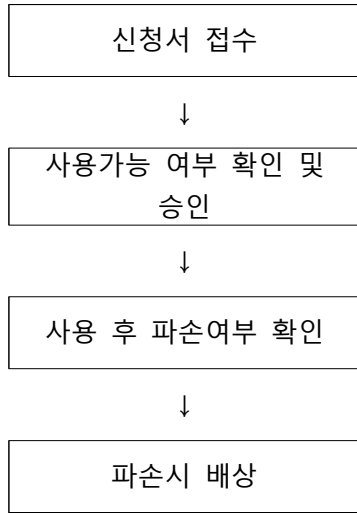 신청서 접수
↓
사용가능 여부 확인 및
승인
↓
사용 후 파손여부 확인
↓
파손시 배상